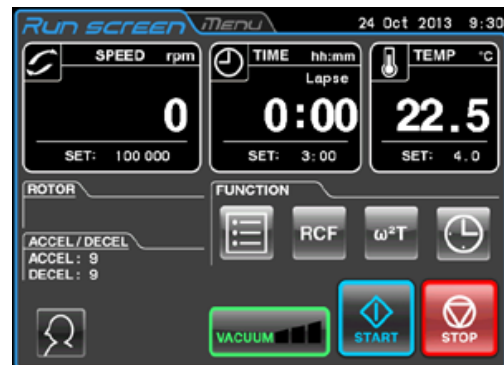 Run screen Menu 24 Oct 2013 9:30
SPEED rpm
0
SET: 100 000
TIME hh:mm
Lapse
0:00
SET: 3:00
TEMP °C
22.5
SET: 4.0
ROTOR
ACCEL/DECEL
ACCEL: 9
DECEL: 9
FUNCTION
RCF
ω²T
VACUUM
START
STOP